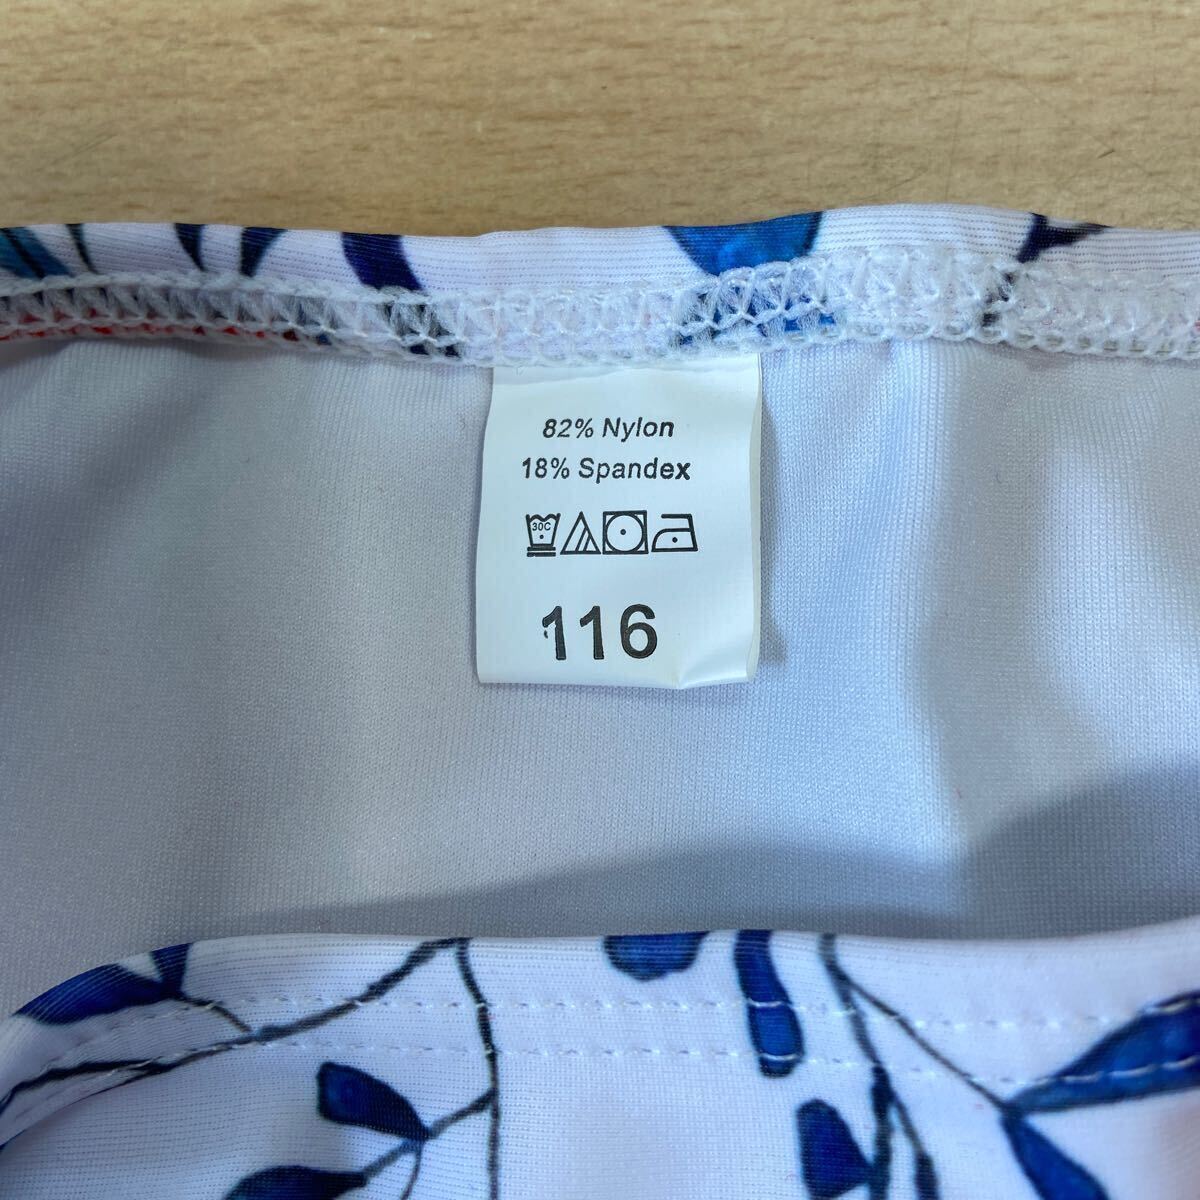 82% Nylon
18% Spandex
30C
116